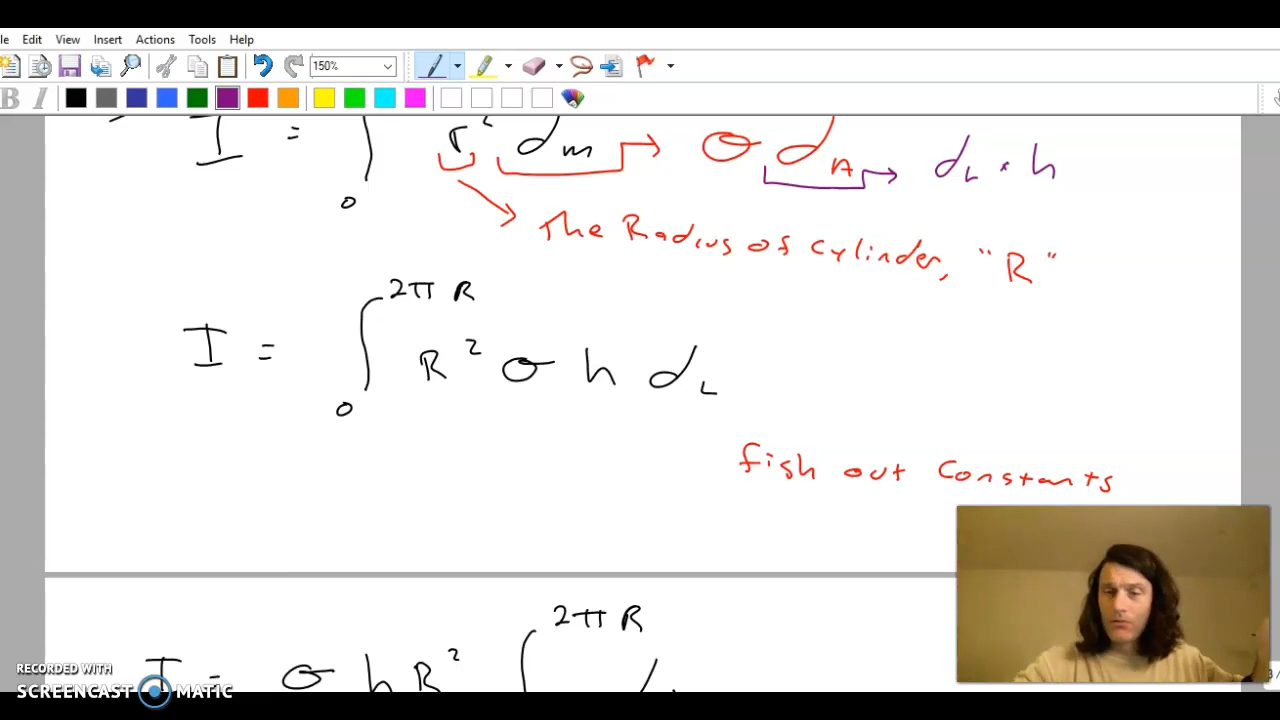 le Edit View Insert Actions Tools Help
150%
B I
I = ∫ r² dm → σ dA → dL · h
0
The Radius of Cylinder, "R"
2π R
I = ∫ R² σ h dL
0
fish out Constants
2π R
I = σ h R² ∫
RECORDED WITH
SCREENCAST MATIC